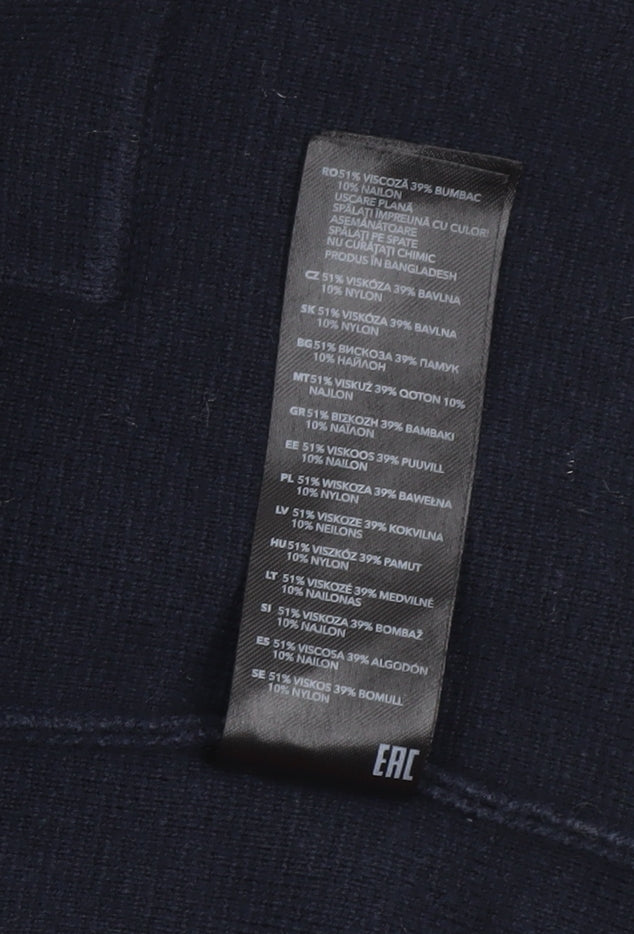 RO 51% VISCOZĂ 39% BUMBAC
10% NAILON
USCARE PLANĂ
SPĂLAȚI ÎMPREUNĂ CU CULORI
ASEMĂNĂTOARE
SPĂLAȚI PE SPATE
NU CURĂȚAȚI CHIMIC
PRODUS ÎN BANGLADESH
CZ 51% VISKÓZA 39% BAVLNA
10% NYLON
SK 51% VISKÓZA 39% BAVLNA
10% NYLON
BG 51% ВИСКОЗА 39% ПАМУК
10% НАЙЛОН
MT 51% VISKUŻ 39% QOTON 10%
NAJLON
GR 51% ΒΙΣΚΟΖΗ 39% ΒΑΜΒΑΚΙ
10% ΝΑΪΛΟΝ
EE 51% VISKOOS 39% PUUVILL
10% NAILON
PL 51% WISKOZA 39% BAWEŁNA
10% NYLON
LV 51% VISKOZE 39% KOKVILNA
10% NEILONS
HU 51% VISZKÓZ 39% PAMUT
10% NYLON
LT 51% VISKOZĖ 39% MEDVILNĖ
10% NAILONAS
SI 51% VISKOZA 39% BOMBAŽ
10% NAJLON
ES 51% VISCOSA 39% ALGODÓN
10% NAILON
SE 51% VISKOS 39% BOMULL
10% NYLON
EAC